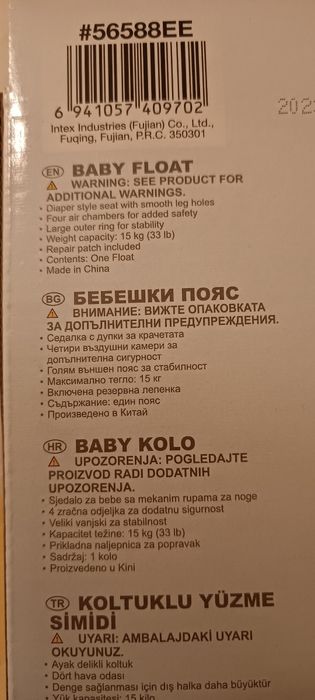 #56588EE
6 941057 409702
Intex Industries (Fujian) Co., Ltd.,
Fuqing, Fujian, P.R.C. 350301
202
EN BABY FLOAT
WARNING: SEE PRODUCT FOR
ADDITIONAL WARNINGS.
• Diaper style seat with smooth leg holes
• Four air chambers for added safety
• Large outer ring for stability
• Weight capacity: 15 kg (33 lb)
• Repair patch included
• Contents: One Float
• Made in China
BG БЕБЕШКИ ПОЯС
ВНИМАНИЕ: ВИЖТЕ ОПАКОВКАТА
ЗА ДОПЪЛНИТЕЛНИ ПРЕДУПРЕЖДЕНИЯ.
• Седалка с дупки за крачетата
• Четири въздушни камери за
допълнителна сигурност
• Голям външен пояс за стабилност
• Максимално тегло: 15 кг
• Включена резервна лепенка
• Съдържание: един пояс
• Произведено в Китай
HR BABY KOLO
UPOZORENJA: POGLEDAJTE
PROIZVOD RADI DODATNIH
UPOZORENJA.
• Sjedalo za bebe sa mekanim rupama za noge
• 4 zračna odjeljka za dodatnu sigurnost
• Veliki vanjski za stabilnost
• Kapacitet težine: 15 kg (33 lb)
• Prikladna naljepnica za popravak
• Sadržaj: 1 kolo
• Proizvedeno u Kini
TR KOLTUKLU YÜZME
SİMİDİ
UYARI: AMBALAJDAKİ UYARI
OKUYUNUZ.
• Ayak delikli koltuk
• Dört hava odası
• Denge sağlanması için dış halka daha büyüktür
• Yük kapasitesi: 15 kilo